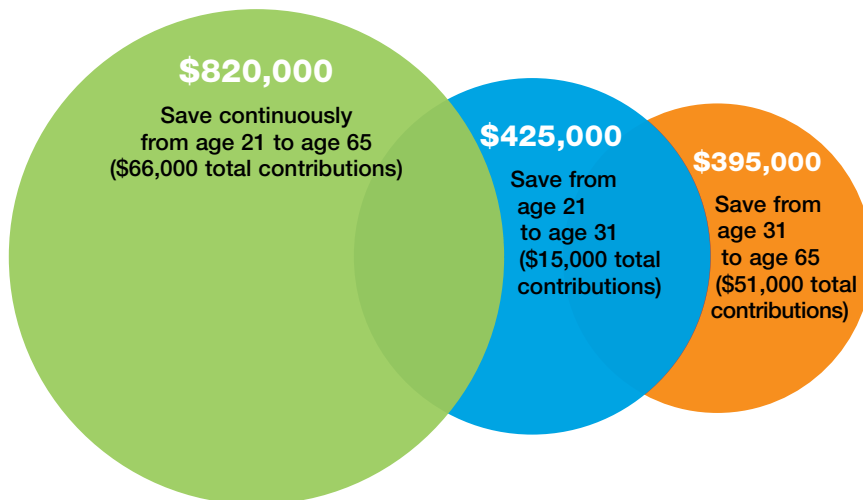 $820,000
Save continuously
from age 21 to age 65
($66,000 total contributions)
$425,000
Save from
age 21
to age 31
($15,000 total
contributions)
$395,000
Save from
age 31
to age 65
($51,000 total
contributions)